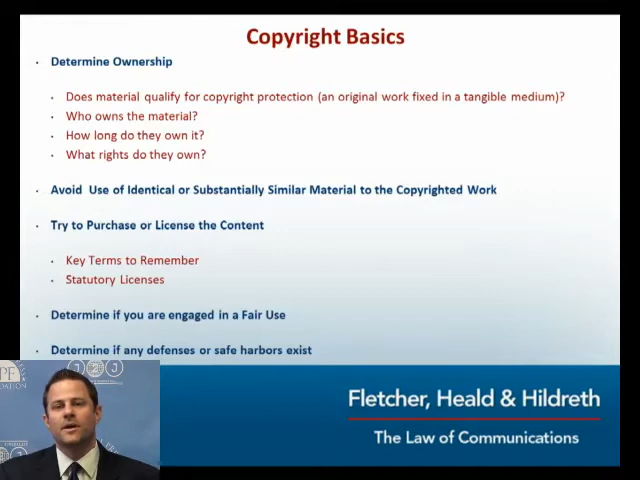 Copyright Basics
Determine Ownership
Does material qualify for copyright protection (an original work fixed in a tangible medium)?
Who owns the material?
How long do they own it?
What rights do they own?
Avoid Use of Identical or Substantially Similar Material to the Copyrighted Work
Try to Purchase or License the Content
Key Terms to Remember
Statutory Licenses
Determine if you are engaged in a Fair Use
Determine if any defenses or safe harbors exist
Fletcher, Heald & Hildreth
The Law of Communications